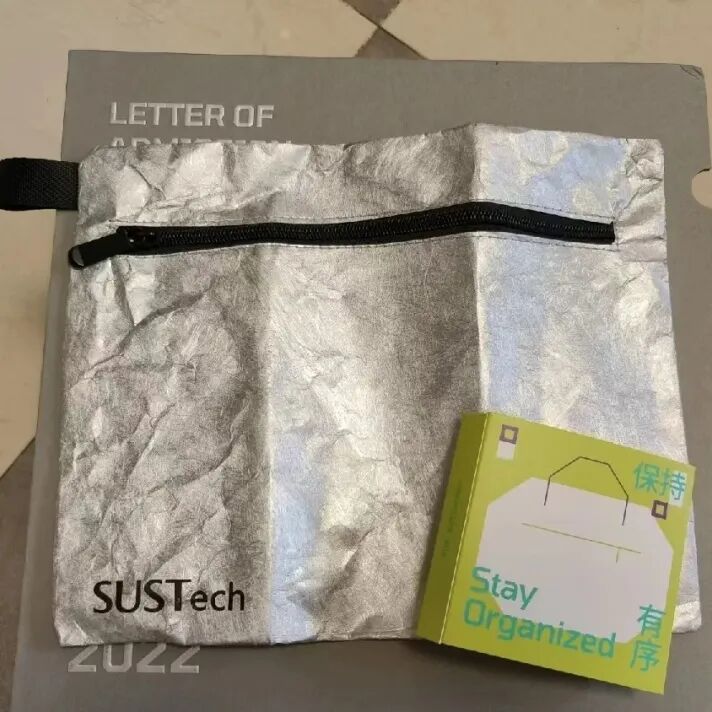 LETTER OF
SUSTech
2022
保持
Stay
Organized
有
序